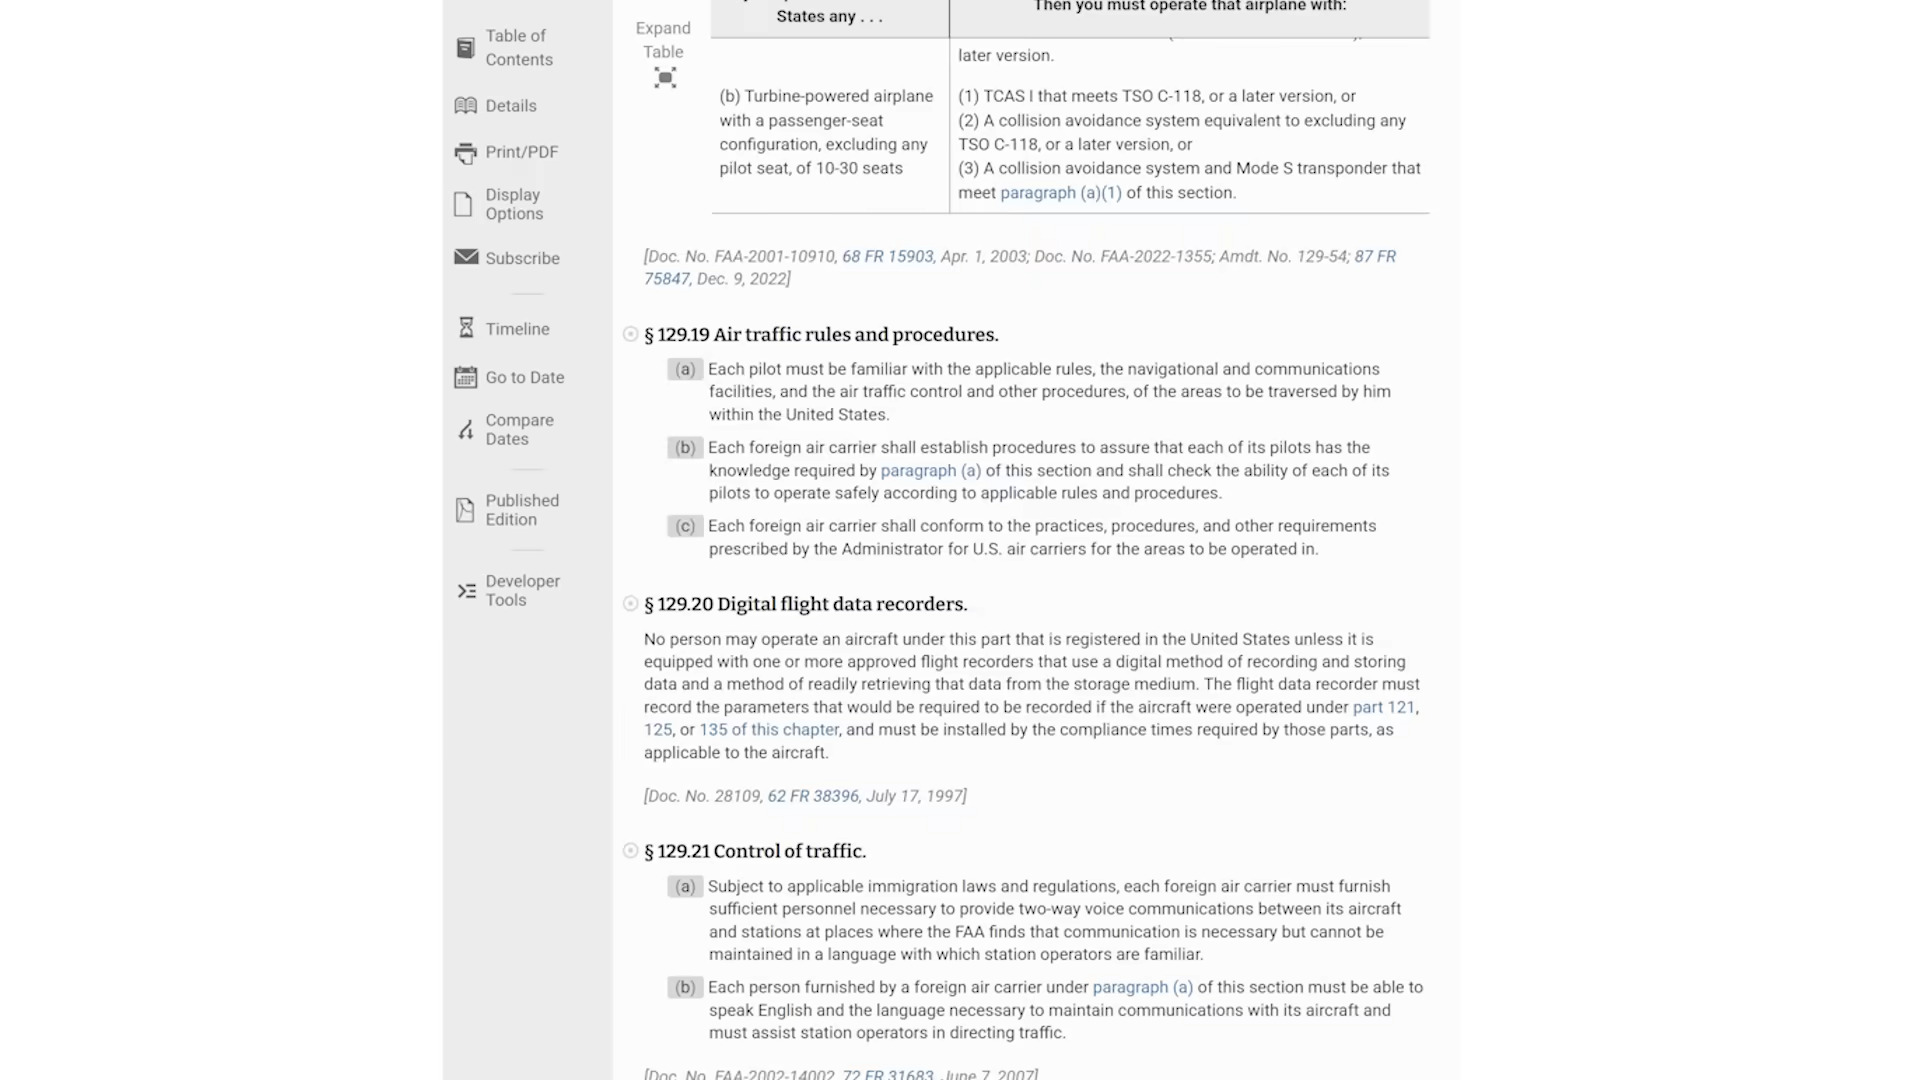 Table of
Contents
Details
Print/PDF
Display
Options
Subscribe
Timeline
Go to Date
Compare
Dates
Published
Edition
Developer
Tools
Expand
Table
States any . . .
Then you must operate that airplane with:
later version.
(b) Turbine-powered airplane
with a passenger-seat
configuration, excluding any
pilot seat, of 10-30 seats
(1) TCAS I that meets TSO C-118, or a later version, or
(2) A collision avoidance system equivalent to excluding any
TSO C-118, or a later version, or
(3) A collision avoidance system and Mode S transponder that
meet paragraph (a)(1) of this section.
[Doc. No. FAA-2001-10910, 68 FR 15903, Apr. 1, 2003; Doc. No. FAA-2022-1355; Amdt. No. 129-54; 87 FR
75847, Dec. 9, 2022]
§ 129.19 Air traffic rules and procedures.
(a) Each pilot must be familiar with the applicable rules, the navigational and communications
facilities, and the air traffic control and other procedures, of the areas to be traversed by him
within the United States.
(b) Each foreign air carrier shall establish procedures to assure that each of its pilots has the
knowledge required by paragraph (a) of this section and shall check the ability of each of its
pilots to operate safely according to applicable rules and procedures.
(c) Each foreign air carrier shall conform to the practices, procedures, and other requirements
prescribed by the Administrator for U.S. air carriers for the areas to be operated in.
§ 129.20 Digital flight data recorders.
No person may operate an aircraft under this part that is registered in the United States unless it is
equipped with one or more approved flight recorders that use a digital method of recording and storing
data and a method of readily retrieving that data from the storage medium. The flight data recorder must
record the parameters that would be required to be recorded if the aircraft were operated under part 121,
125, or 135 of this chapter, and must be installed by the compliance times required by those parts, as
applicable to the aircraft.
[Doc. No. 28109, 62 FR 38396, July 17, 1997]
§ 129.21 Control of traffic.
(a) Subject to applicable immigration laws and regulations, each foreign air carrier must furnish
sufficient personnel necessary to provide two-way voice communications between its aircraft
and stations at places where the FAA finds that communication is necessary but cannot be
maintained in a language with which station operators are familiar.
(b) Each person furnished by a foreign air carrier under paragraph (a) of this section must be able to
speak English and the language necessary to maintain communications with its aircraft and
must assist station operators in directing traffic.
[Doc. No. FAA-2002-14002, 72 FR 31683, June 7, 2007]